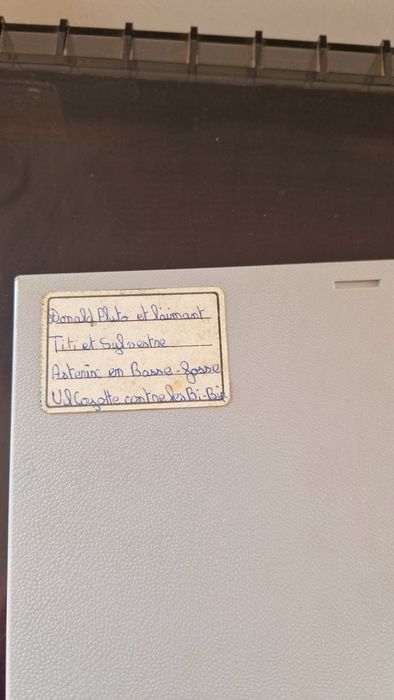 Donald Pluto et l'aimant
Titi et Sylvestre
Asterix en Basse-fosse
Vil Coyotte contre les Bi-Bip